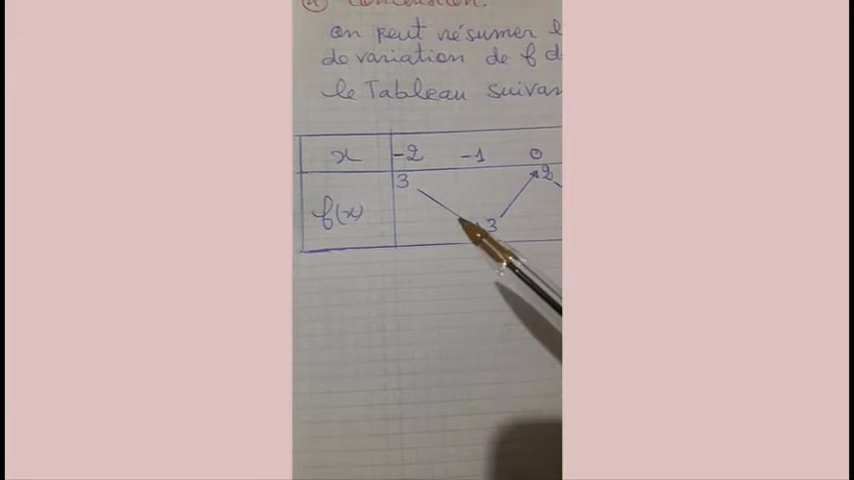 on peut résumer
de variation de f
le Tableau suivan
x -2 -1 0
3 2
f(x)
3